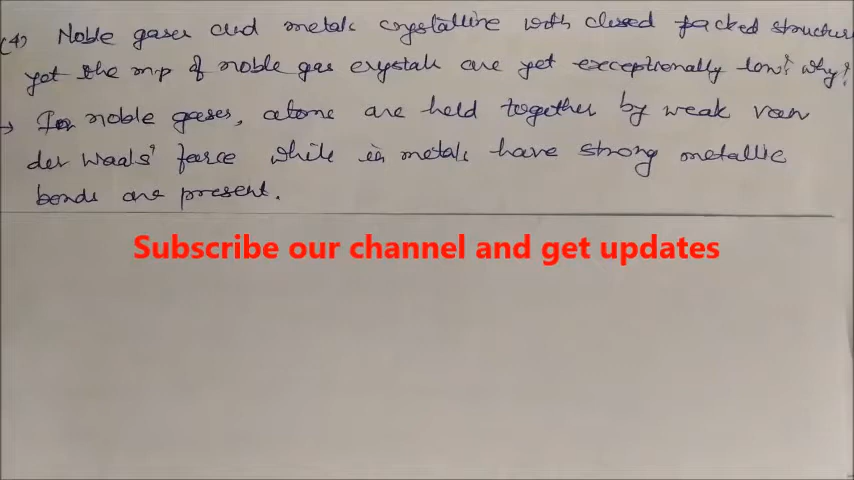 (4) Noble gases and metals crystalline with closed packed structure
yet the mp of noble gas crystals are yet exceptionally low? why?
→ In noble gases, atoms are held together by weak van
der Waals' force while in metals have strong metallic
bonds are present.
Subscribe our channel and get updates